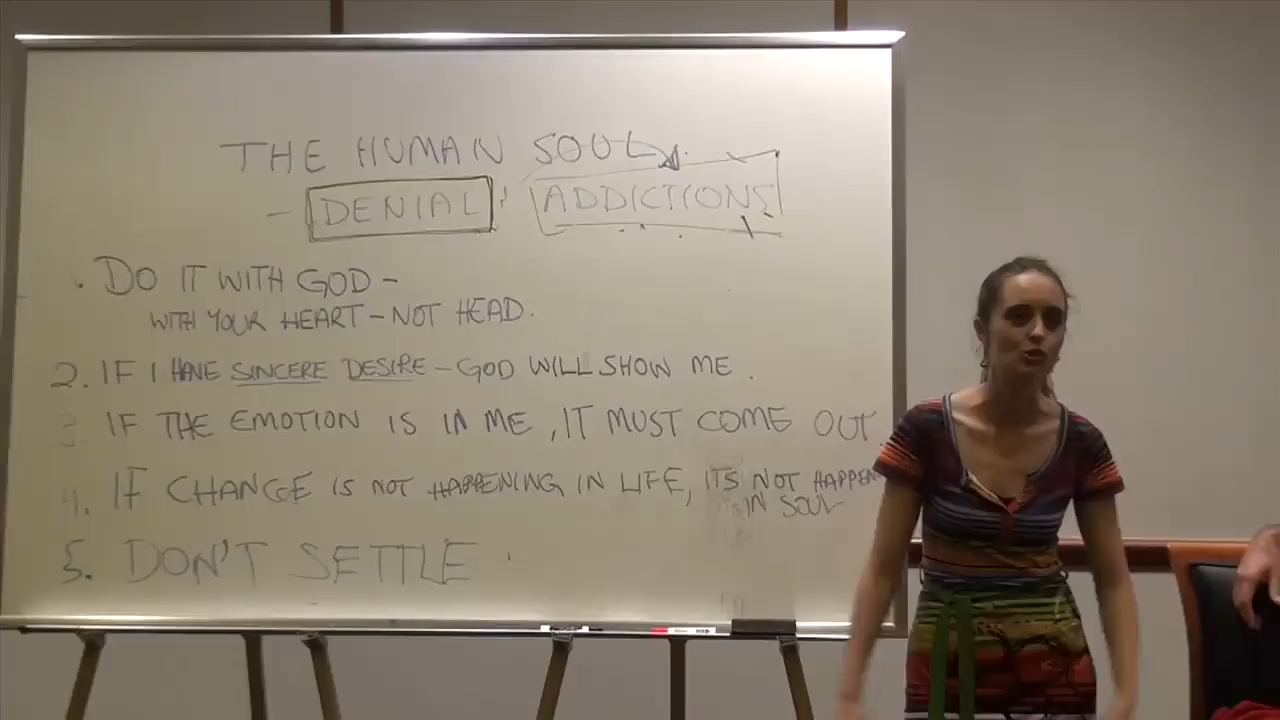 THE HUMAN SOUL
- DENIAL ADDICTIONS
1. DO IT WITH GOD -
WITH YOUR HEART - NOT HEAD.
2. IF I HAVE SINCERE DESIRE - GOD WILL SHOW ME.
3. IF THE EMOTION IS IN ME, IT MUST COME OUT.
4. IF CHANGE IS NOT HAPPENING IN LIFE, ITS NOT HAPPEN
IN SOUL
5. DON'T SETTLE